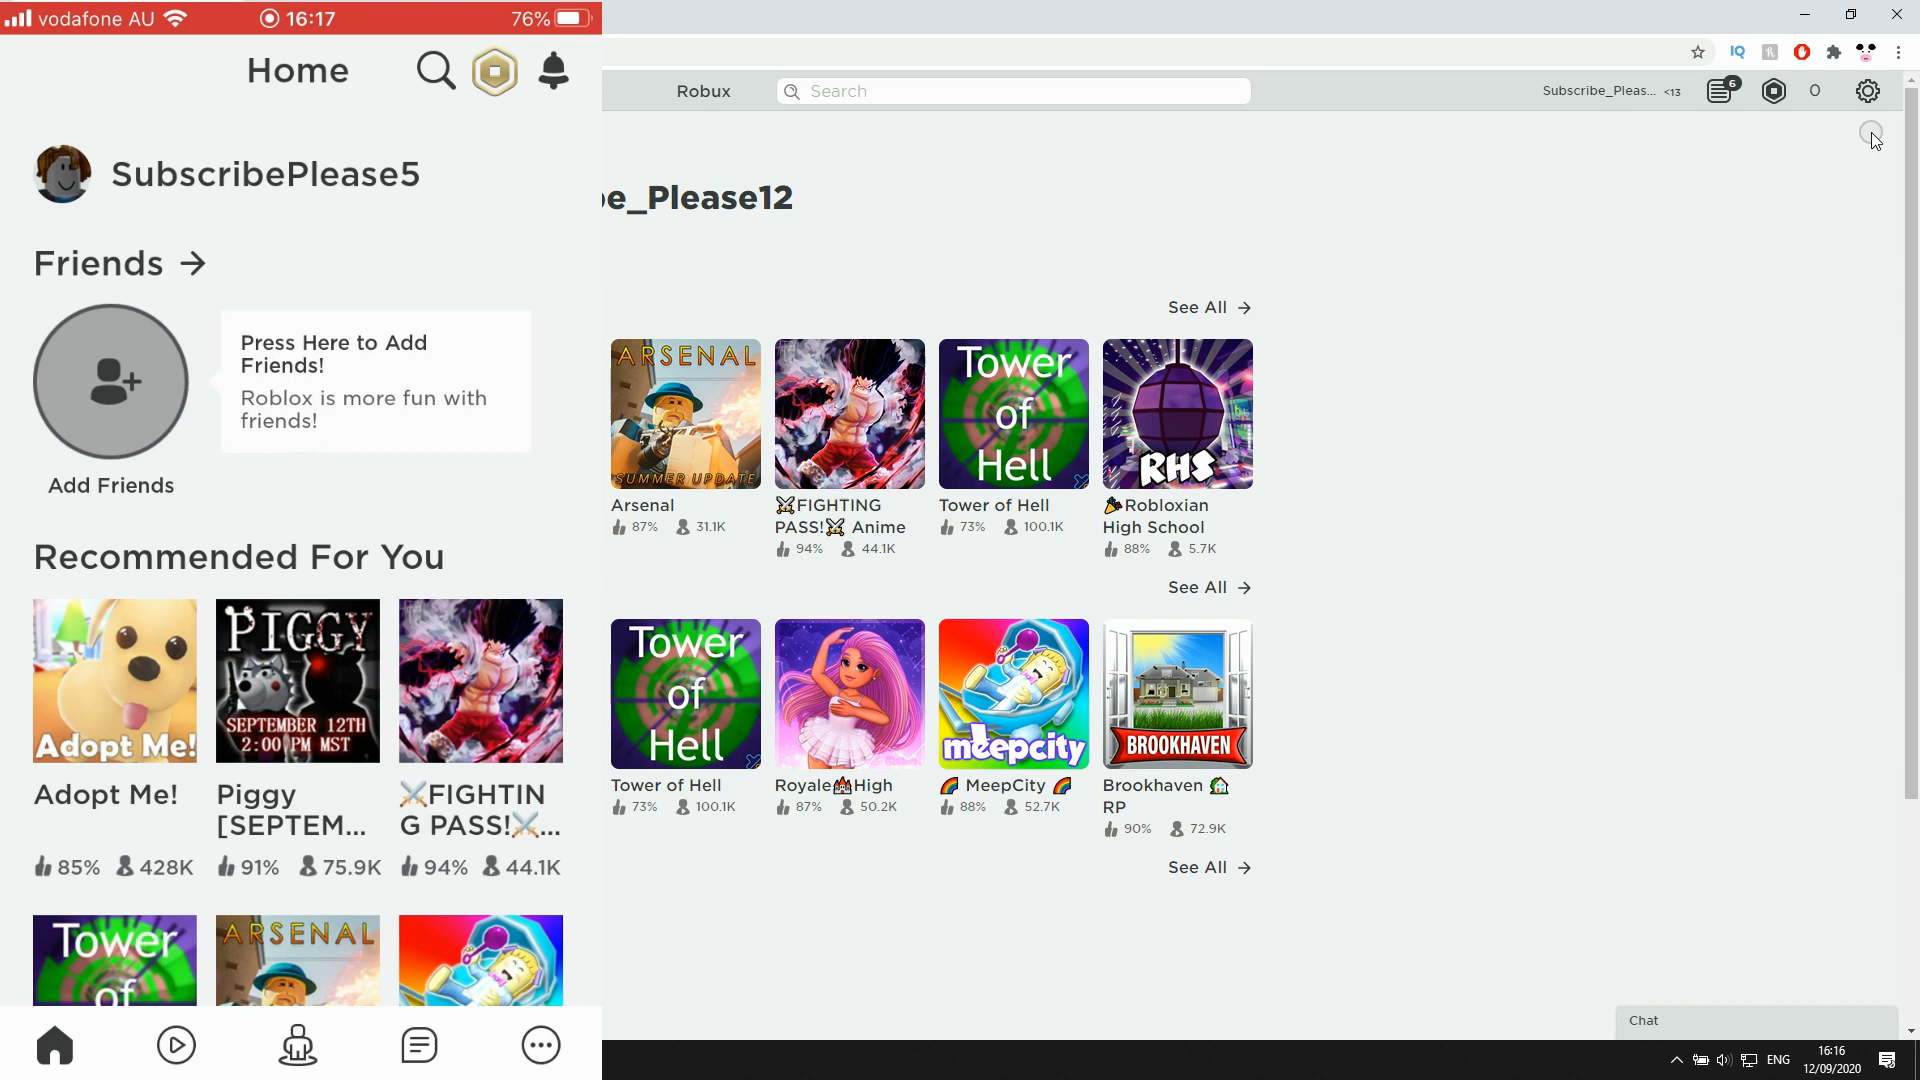 vodafone AU
16:17
76%
Home
SubscribePlease5
Friends →
Press Here to Add
Friends!
Roblox is more fun with
friends!
Add Friends
Recommended For You
Adopt Me!
PIGGY
SEPTEMBER 12TH
2:00 PM MST
Adopt Me!
Piggy
[SEPTEM...
⚔️FIGHTIN
G PASS!⚔️...
85% 428K
91% 75.9K
94% 44.1K
Tower
of
ARSENAL
IQ
Robux
Search
Subscribe_Pleas... <13
6
0
e_Please12
See All →
ARSENAL
SUMMER UPDATE
Tower
of
Hell
RHS
Arsenal
87% 31.1K
⚔️FIGHTING
PASS!⚔️ Anime
94% 44.1K
Tower of Hell
73% 100.1K
🎉Robloxian
High School
88% 5.7K
See All →
Tower
of
Hell
meepcity
BROOKHAVEN
Tower of Hell
73% 100.1K
Royale🏰High
87% 50.2K
🌈 MeepCity 🌈
88% 52.7K
Brookhaven 🏡
RP
90% 72.9K
See All →
Chat
ENG
16:16
12/09/2020